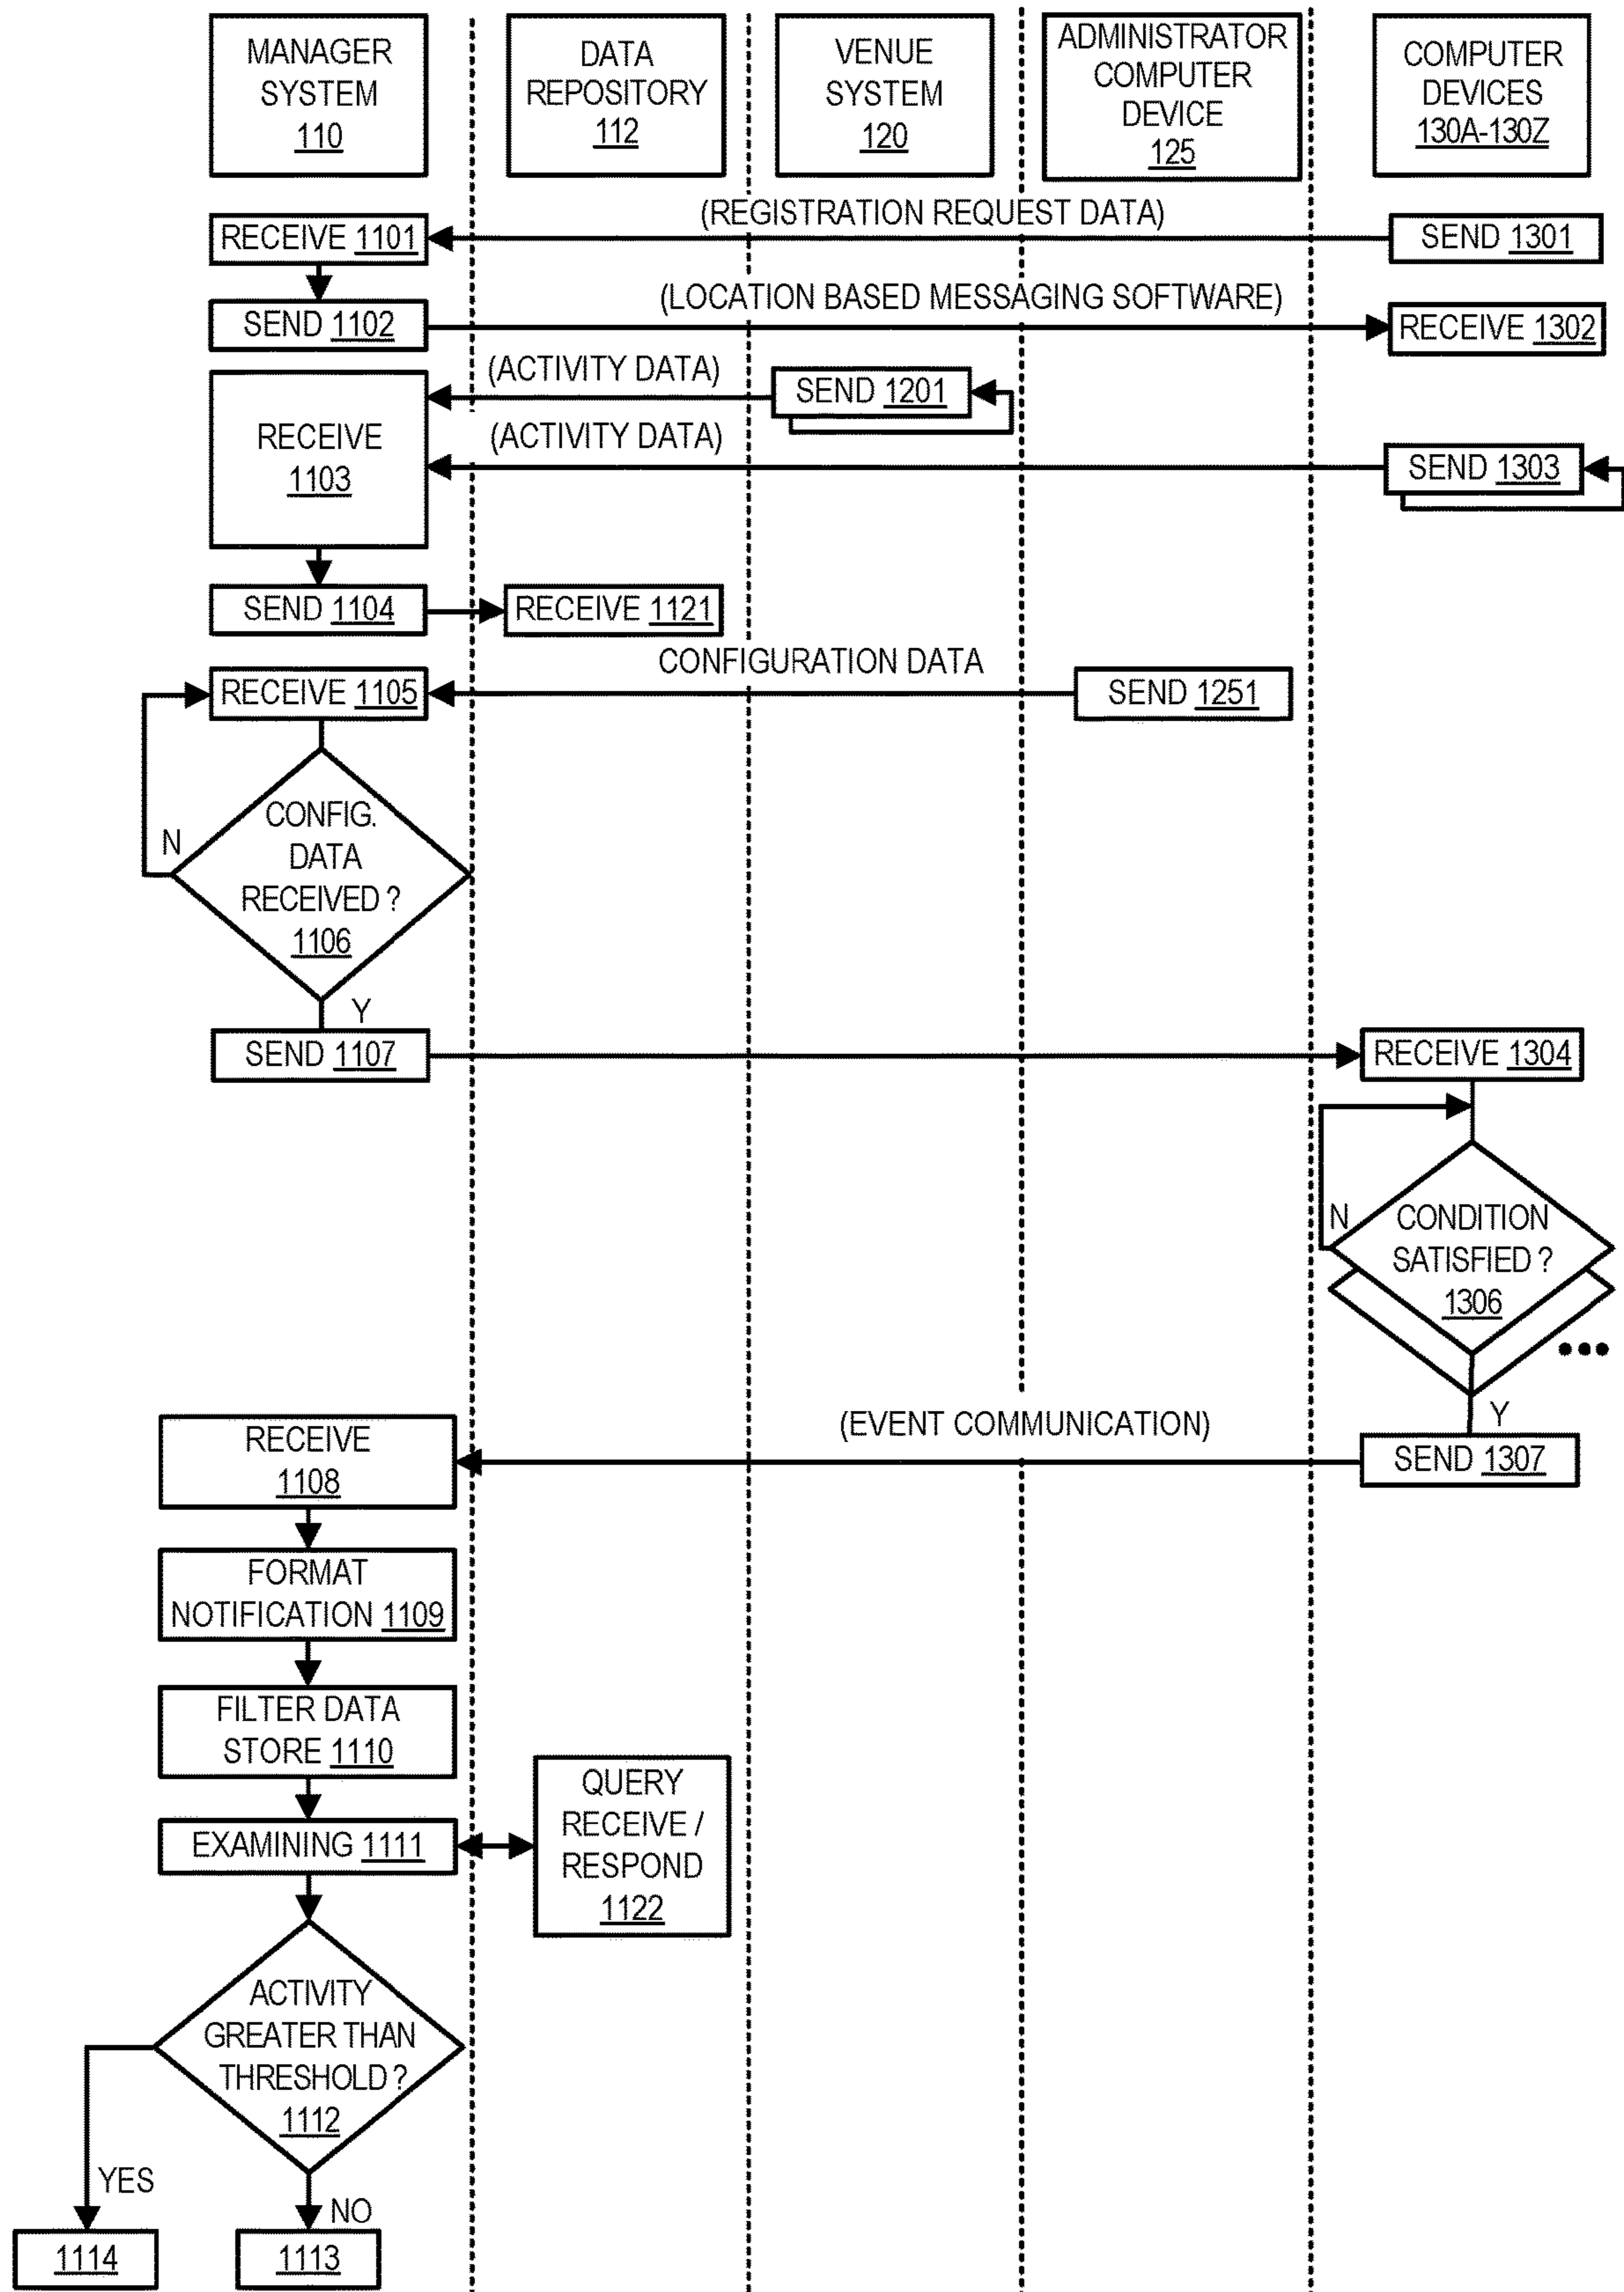 MANAGER
SYSTEM
110
DATA
REPOSITORY
112
VENUE
SYSTEM
120
ADMINISTRATOR
COMPUTER
DEVICE
125
COMPUTER
DEVICES
130A-130Z
(REGISTRATION REQUEST DATA)
RECEIVE 1101
SEND 1301
(LOCATION BASED MESSAGING SOFTWARE)
SEND 1102
RECEIVE 1302
(ACTIVITY DATA)
SEND 1201
RECEIVE
1103
(ACTIVITY DATA)
SEND 1303
SEND 1104
RECEIVE 1121
CONFIGURATION DATA
RECEIVE 1105
SEND 1251
CONFIG.
DATA
RECEIVED ?
1106
N
Y
SEND 1107
RECEIVE 1304
N
CONDITION
SATISFIED ?
1306
•••
Y
(EVENT COMMUNICATION)
RECEIVE
1108
SEND 1307
FORMAT
NOTIFICATION 1109
FILTER DATA
STORE 1110
QUERY
RECEIVE /
RESPOND
1122
EXAMINING 1111
ACTIVITY
GREATER THAN
THRESHOLD ?
1112
YES
NO
1114
1113